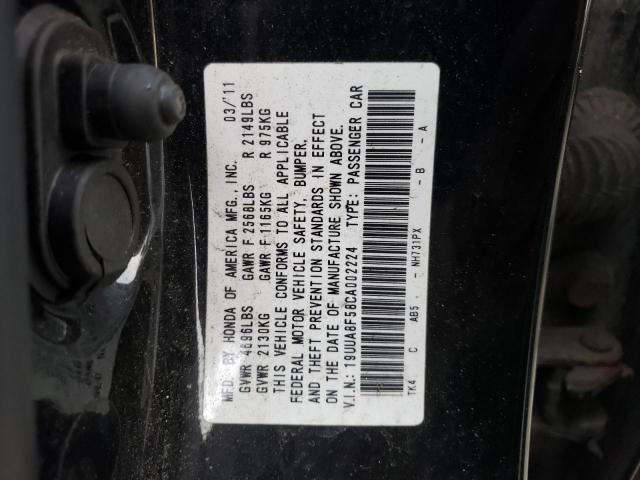 MFD. BY HONDA OF AMERICA MFG., INC. 03/'11
GVWR 4696LBS GAWR F 2568LBS R 2149LBS
GVWR 2130KG GAWR F 1165KG R 975KG
THIS VEHICLE CONFORMS TO ALL APPLICABLE
FEDERAL MOTOR VEHICLE SAFETY, BUMPER,
AND THEFT PREVENTION STANDARDS IN EFFECT
ON THE DATE OF MANUFACTURE SHOWN ABOVE.
V.I.N.: 19UUA8F58CA002224 TYPE: PASSENGER CAR
TK4 C AB5 - NH731PX - B - A